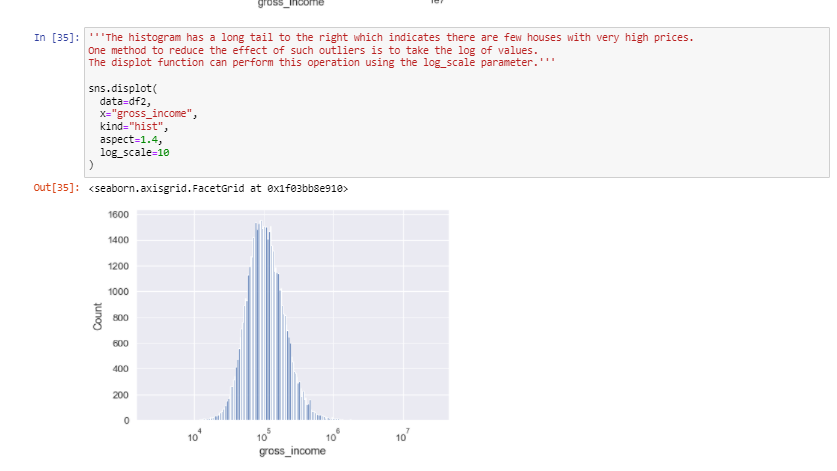 gross_income
1e7
In [35]: '''The histogram has a long tail to the right which indicates there are few houses with very high prices.
One method to reduce the effect of such outliers is to take the log of values.
The displot function can perform this operation using the log_scale parameter.'''
sns.displot(
data=df2,
x="gross_income",
kind="hist",
aspect=1.4,
log_scale=10
)
Out[35]: <seaborn.axisgrid.FacetGrid at 0x1f03bb8e910>
1600
1400
1200
1000
800
600
400
200
0
Count
10^4 10^5 10^6 10^7
gross_income